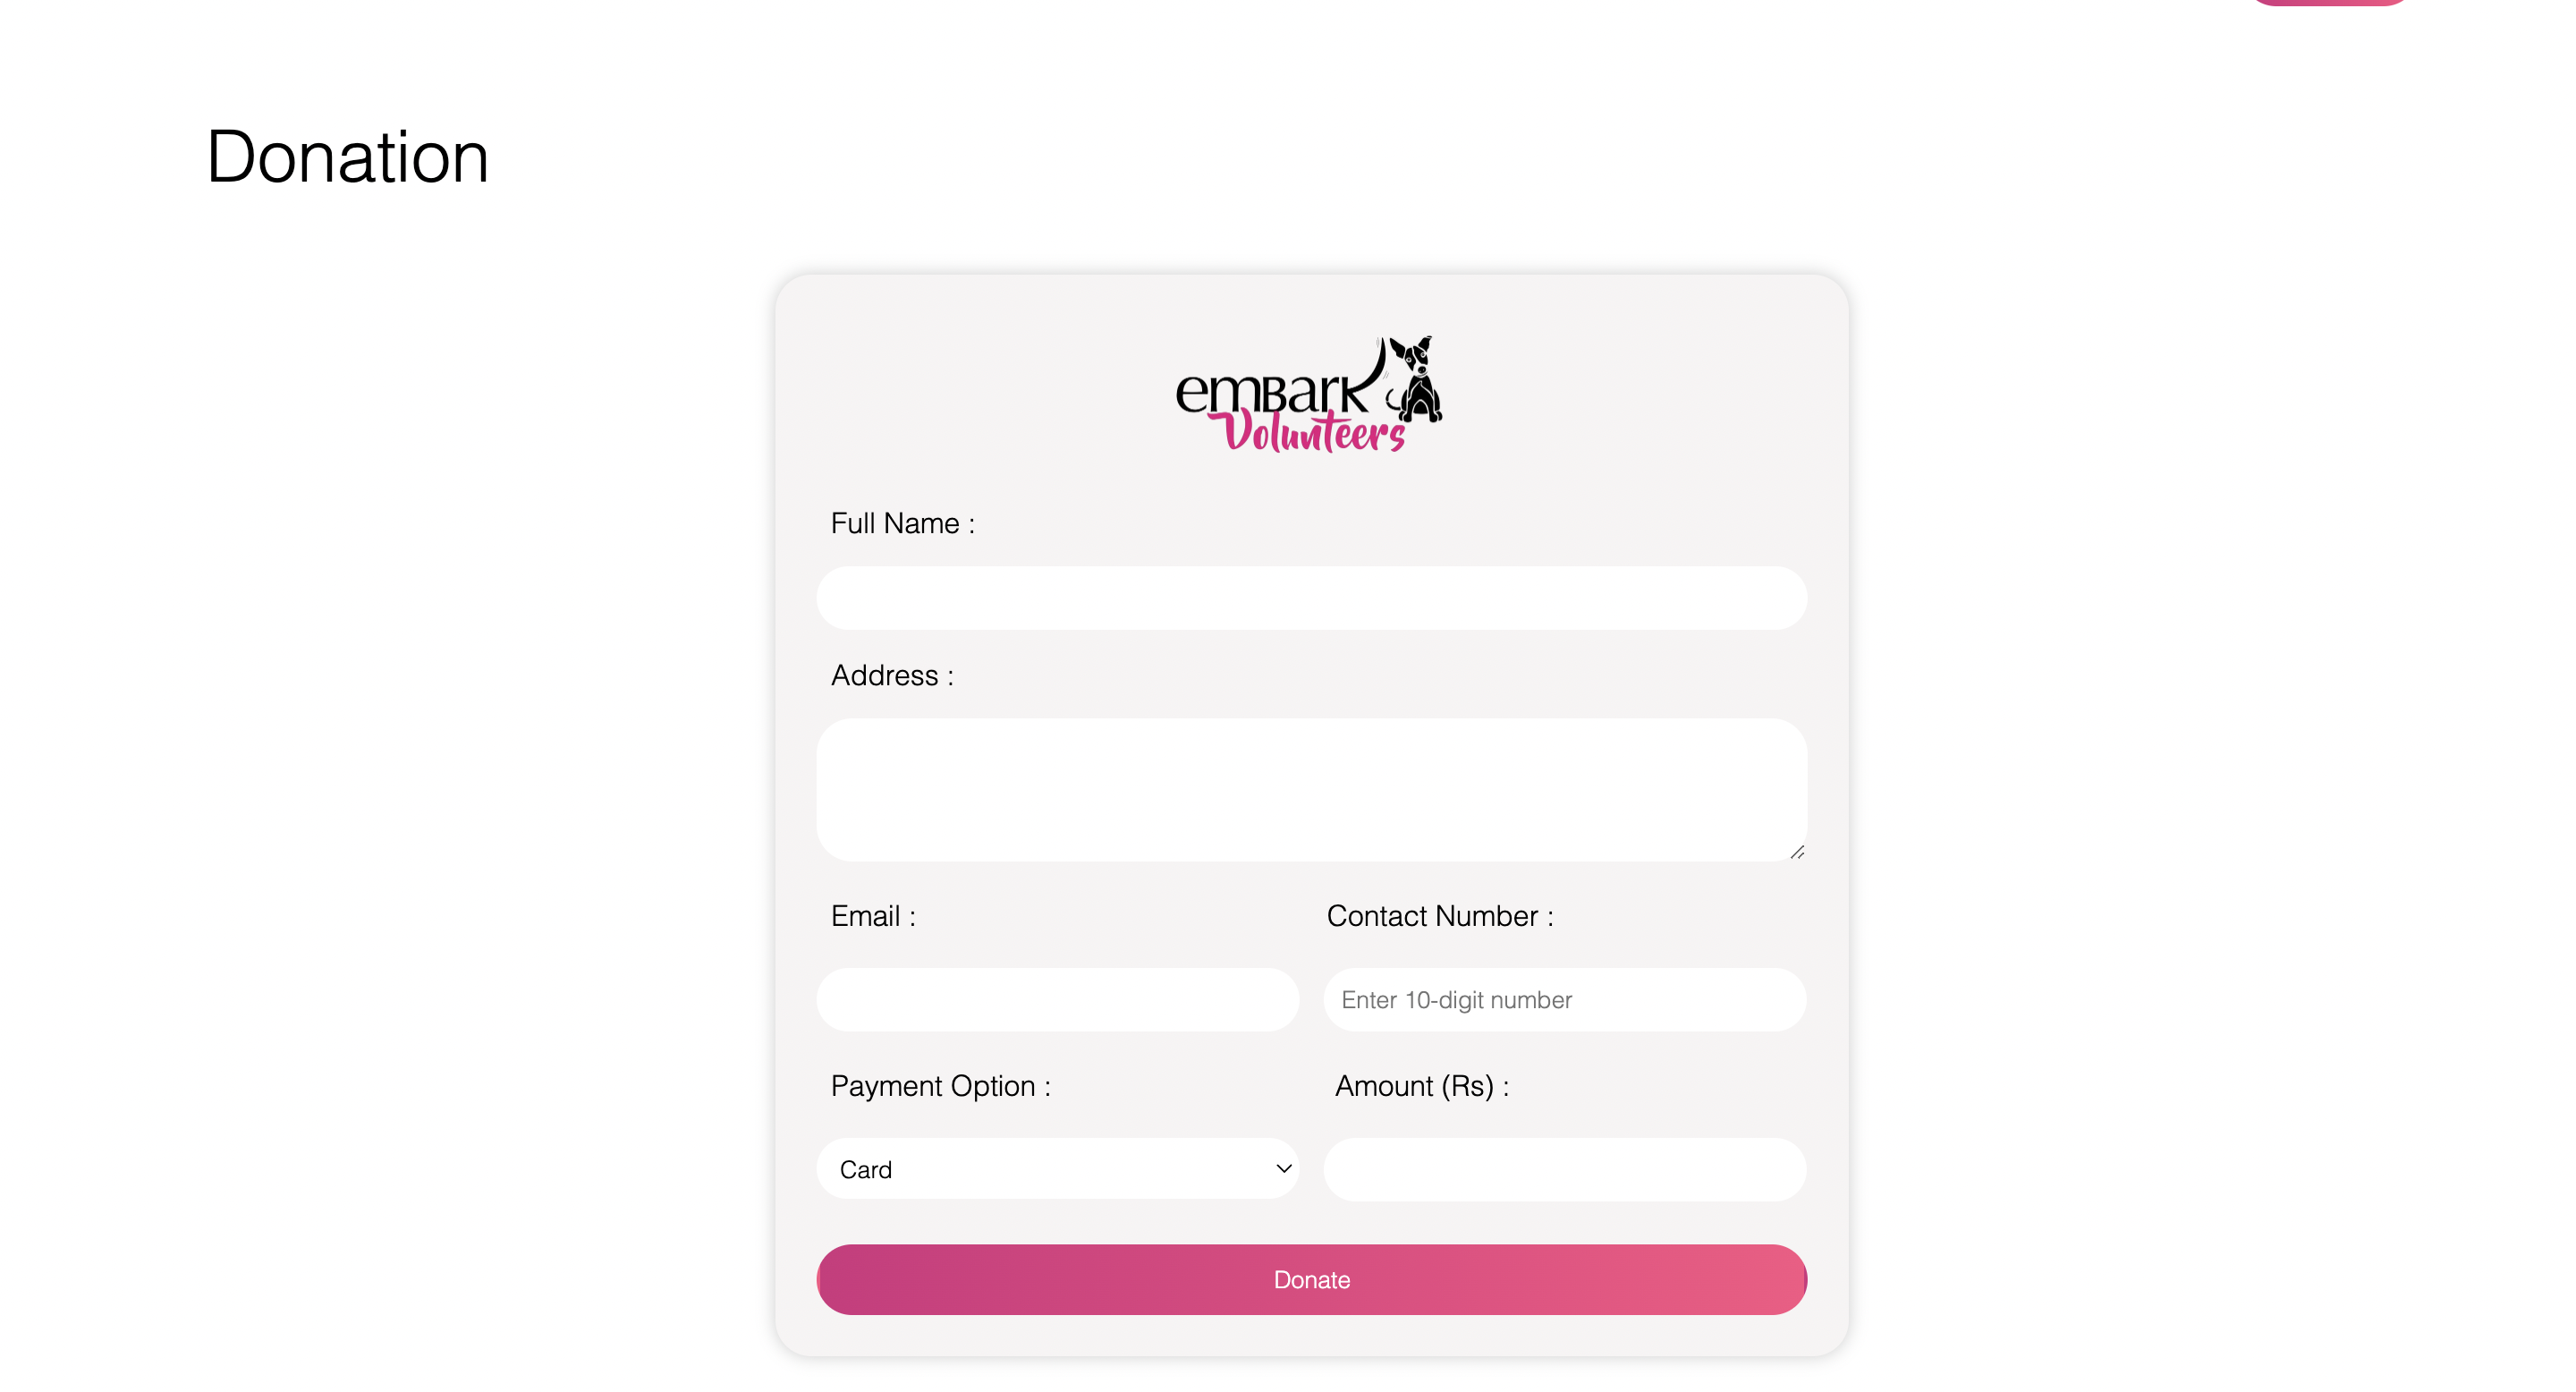 Donation
emBark
Volunteers
Full Name :
Address :
Email :
Contact Number :
Enter 10-digit number
Payment Option :
Amount (Rs) :
Card
Donate